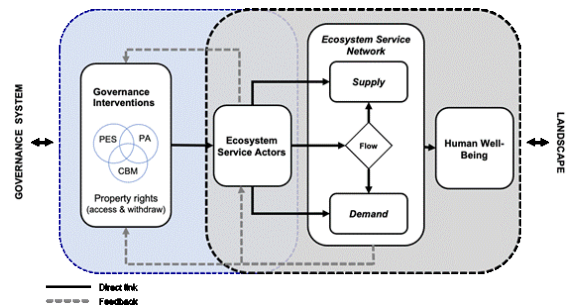 GOVERNANCE SYSTEM
Governance
Interventions
PES
PA
CBM
Property rights
(access & withdraw)
Ecosystem
Service Actors
Ecosystem Service
Network
Supply
Flow
Demand
Human Well-
Being
LANDSCAPE
Direct link
Feedback